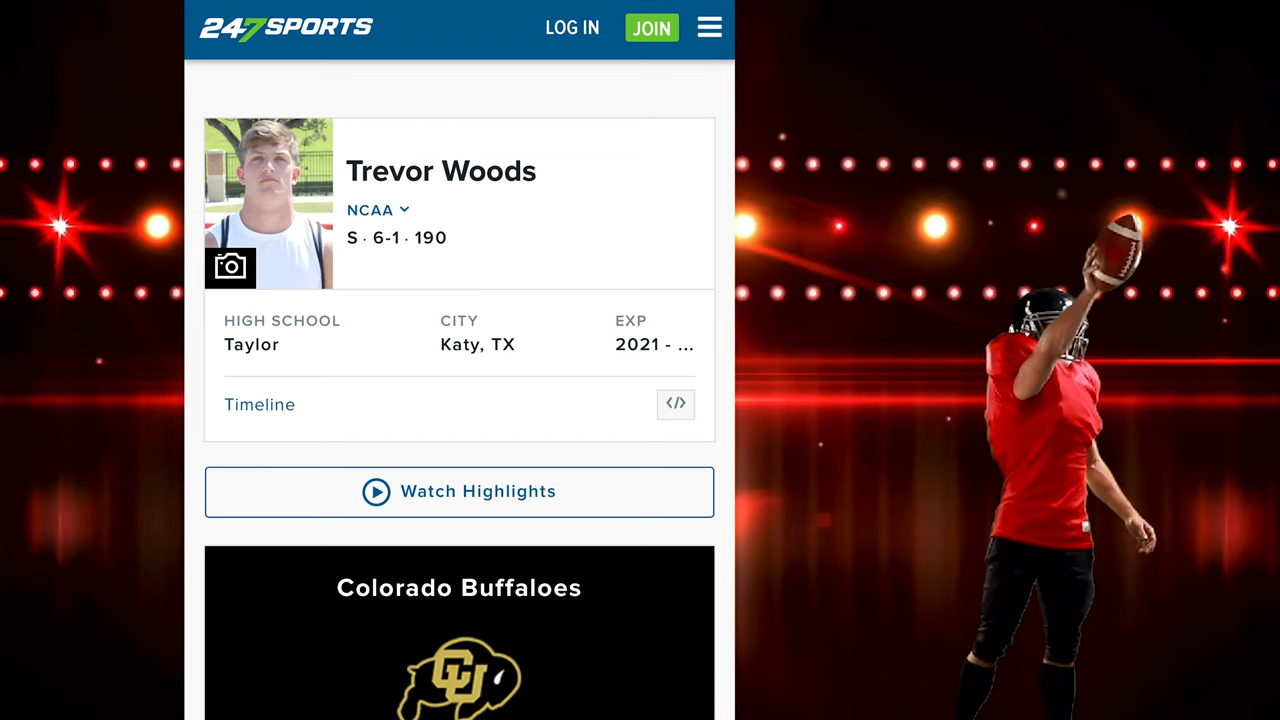 247SPORTS
LOG IN
JOIN
Trevor Woods
NCAA
S · 6-1 · 190
HIGH SCHOOL
CITY
EXP
Taylor
Katy, TX
2021 - ...
Timeline
</>
Watch Highlights
Colorado Buffaloes
CU